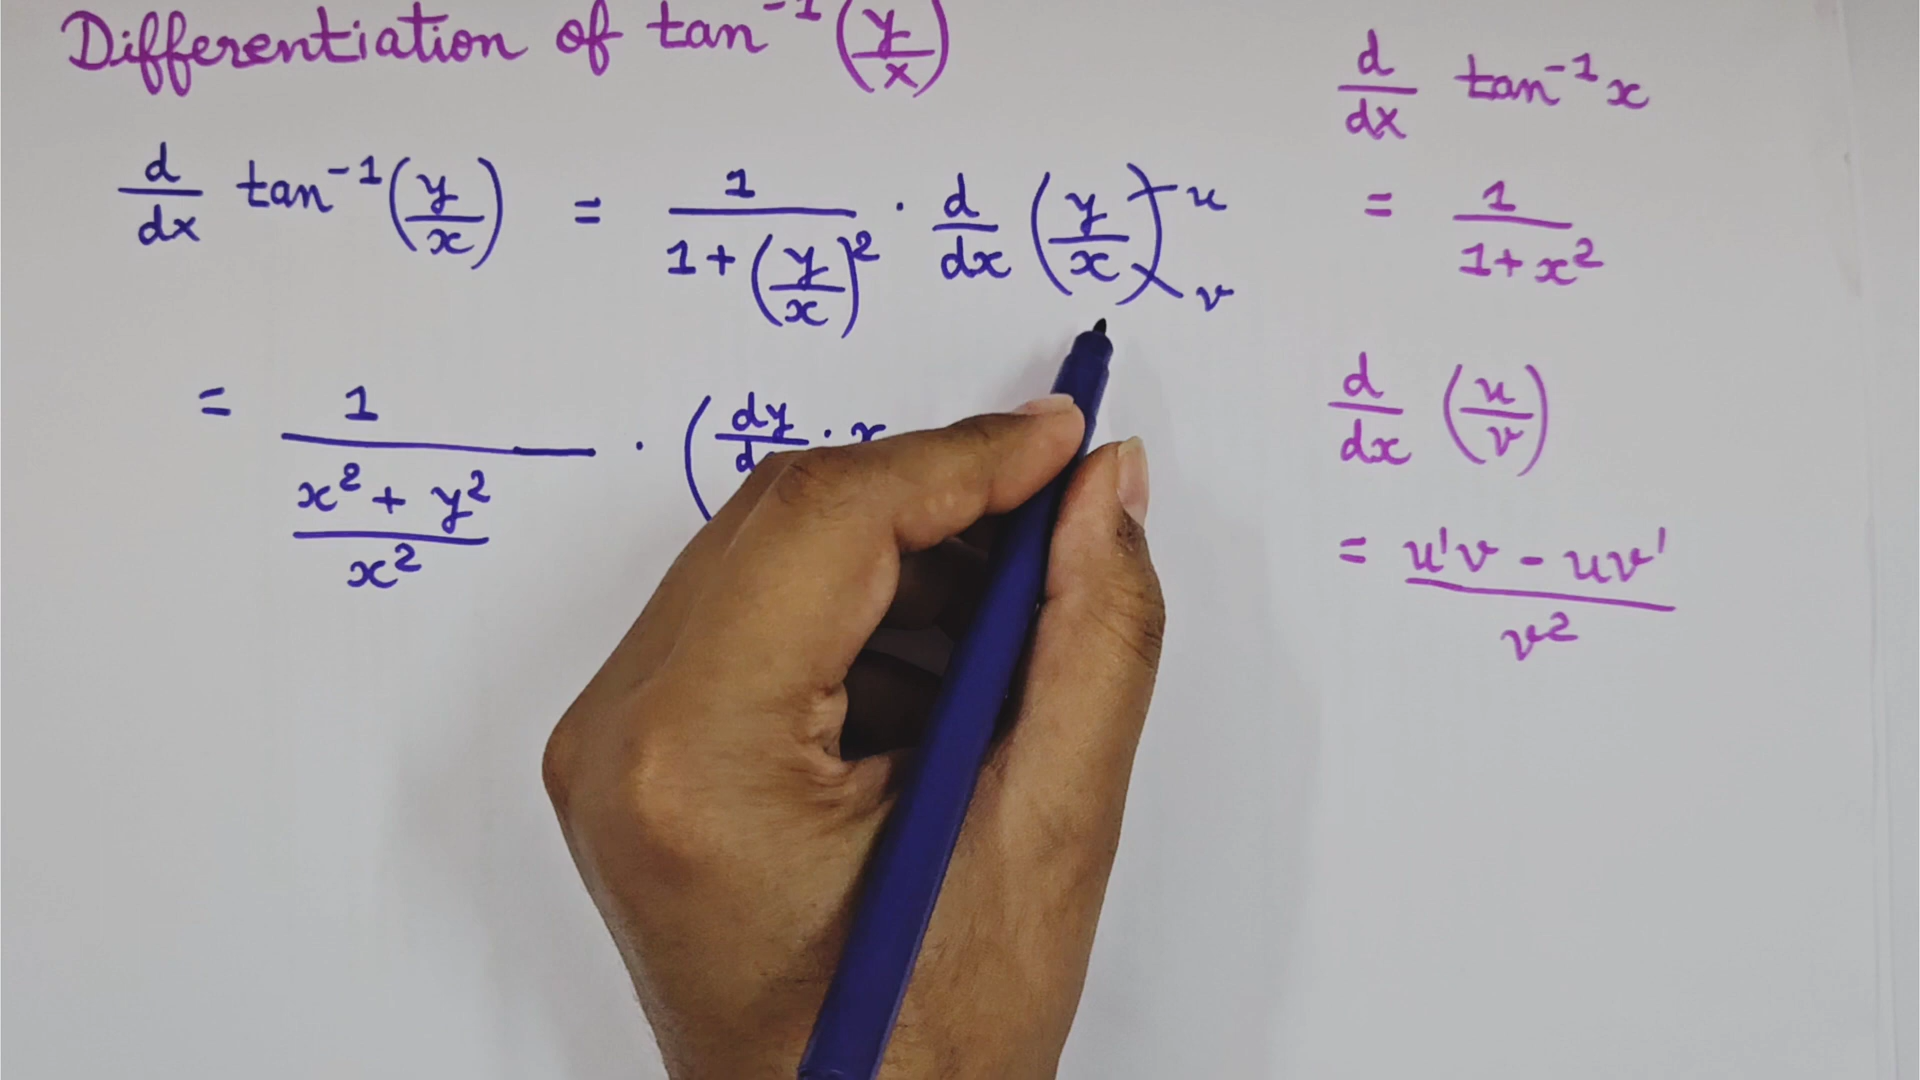 Differentiation of tan⁻¹(y/x)
d/dx tan⁻¹(y/x) = 1/(1+(y/x)²) · d/dx (y/x) u v
= 1/((x²+y²)/x²) · (dy/d · x
d/dx tan⁻¹x
= 1/(1+x²)
d/dx (u/v)
= (u'v - uv')/v²